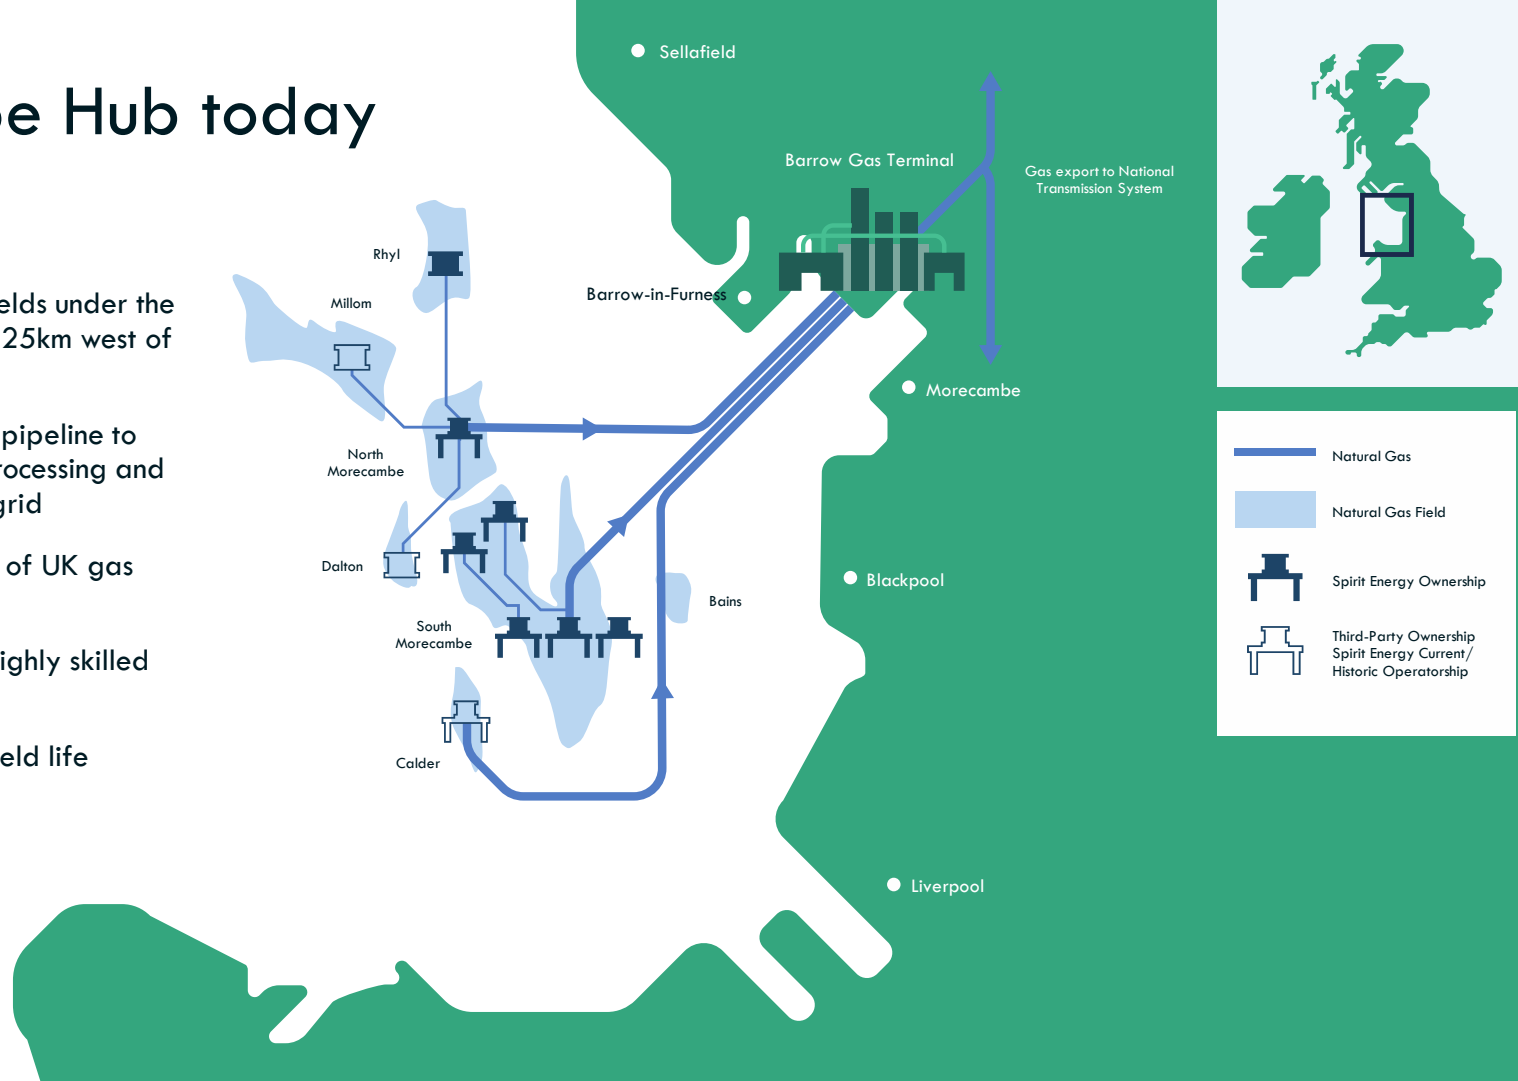 e Hub today
elds under the
25km west of
pipeline to
rocessing and
grid
of UK gas
ighly skilled
eld life
Sellafield
Barrow Gas Terminal
Gas export to National
Transmission System
Rhyl
Millom
Barrow-in-Furness
Morecambe
North
Morecambe
Dalton
Blackpool
Bains
South
Morecambe
Calder
Liverpool
Natural Gas
Natural Gas Field
Spirit Energy Ownership
Third-Party Ownership
Spirit Energy Current/
Historic Operatorship